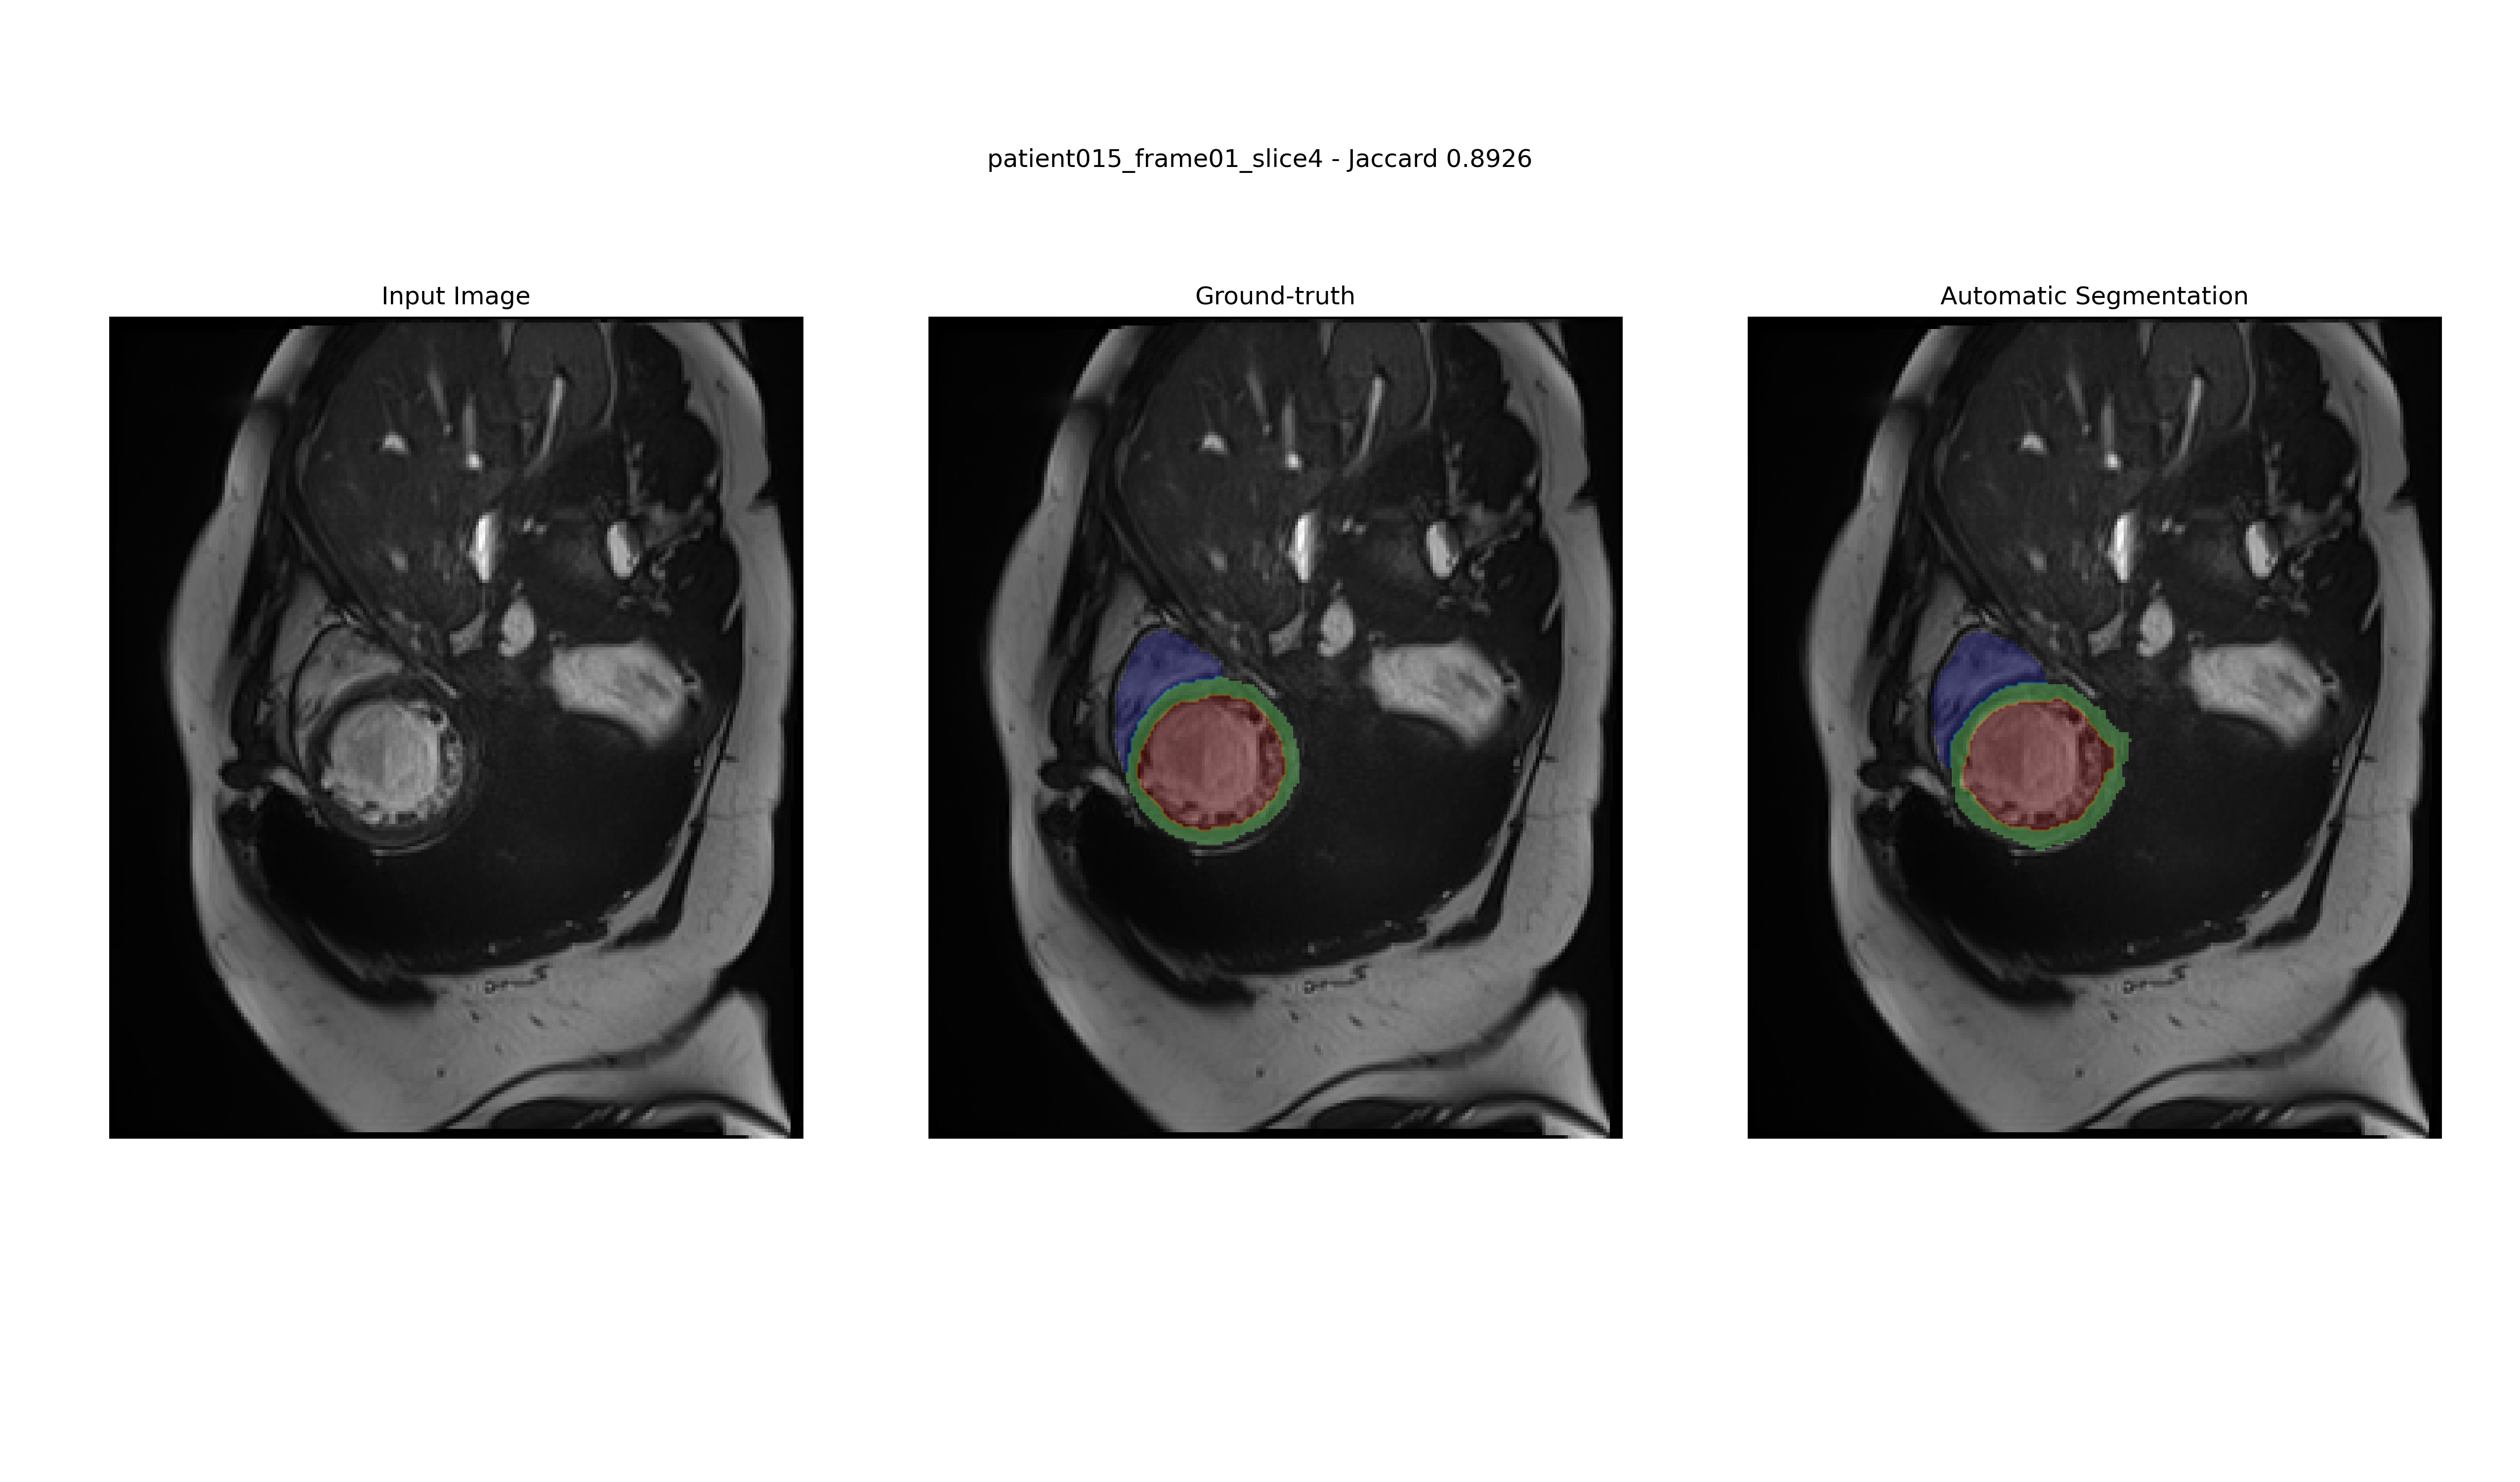 patient015_frame01_slice4 - Jaccard 0.8926
Input Image
Ground-truth
Automatic Segmentation